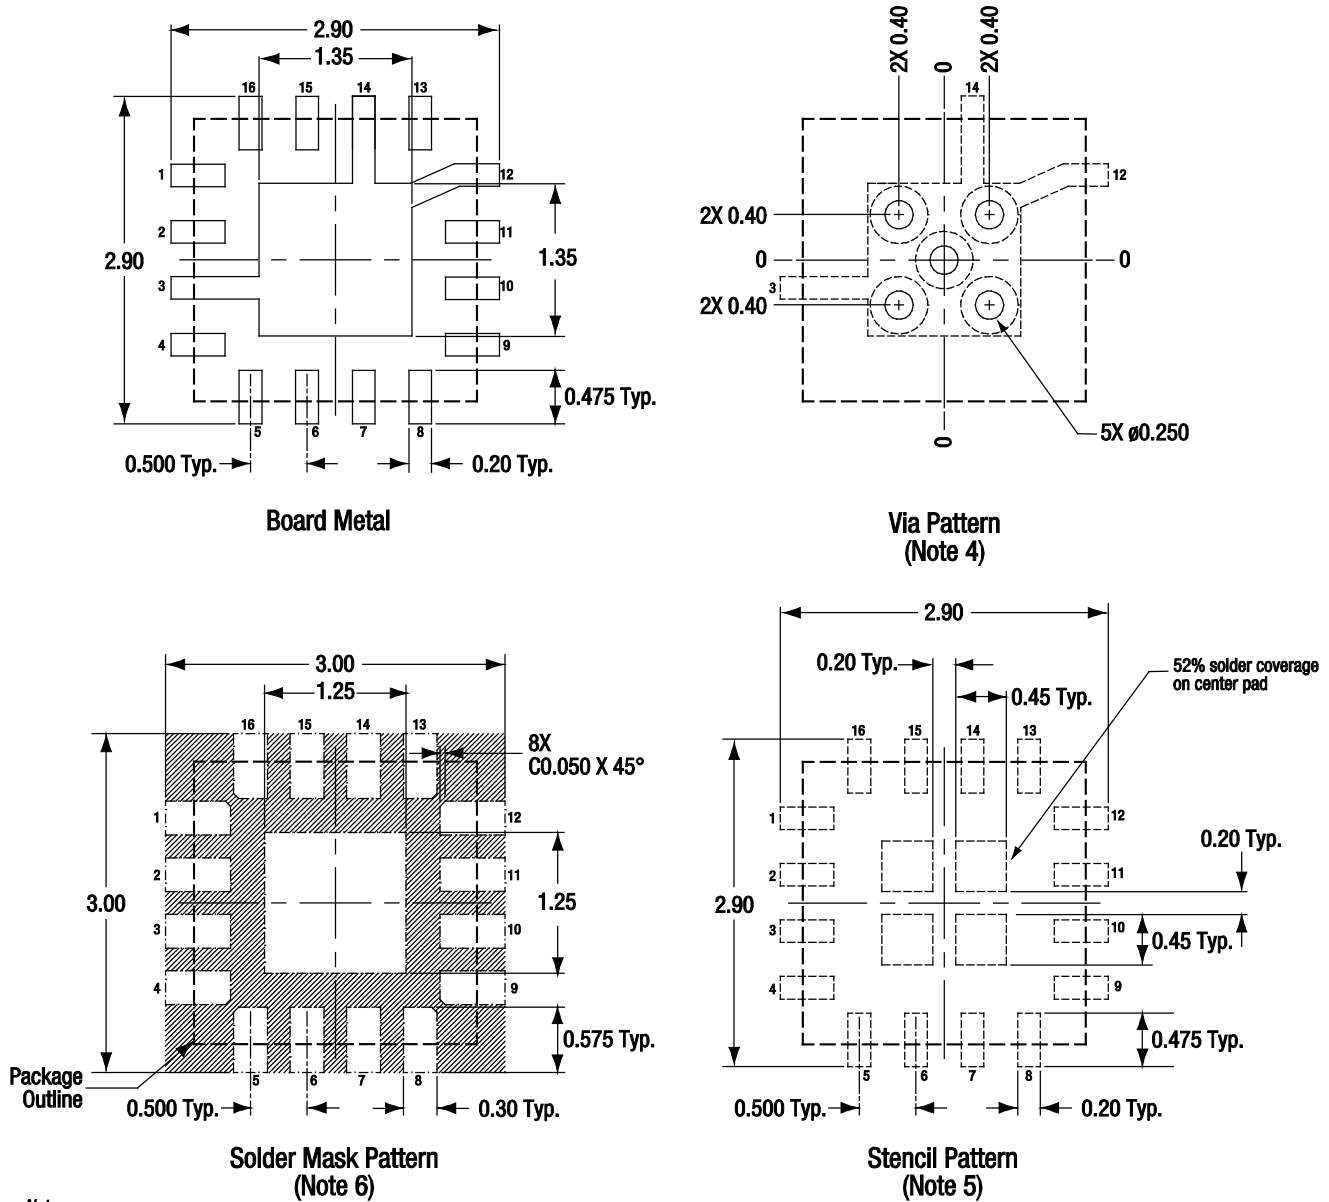 2.90
1.35
16
15
14
13
1
12
2
11
2.90
1.35
3
10
4
9
0.475 Typ.
5
6
7
8
0.500 Typ.
0.20 Typ.
Board Metal
2X 0.40
0
2X 0.40
14
12
2X 0.40
0
0
3
2X 0.40
5X ø0.250
0
Via Pattern
(Note 4)
3.00
1.25
16
15
14
13
8X
C0.050 X 45°
1
12
2
11
3.00
1.25
3
10
4
9
0.575 Typ.
Package
Outline
5
6
7
8
0.500 Typ.
0.30 Typ.
Solder Mask Pattern
(Note 6)
2.90
0.20 Typ.
52% solder coverage
on center pad
0.45 Typ.
16
15
14
13
1
12
0.20 Typ.
2
11
2.90
3
10
0.45 Typ.
4
9
0.475 Typ.
5
6
7
8
0.500 Typ.
0.20 Typ.
Stencil Pattern
(Note 5)